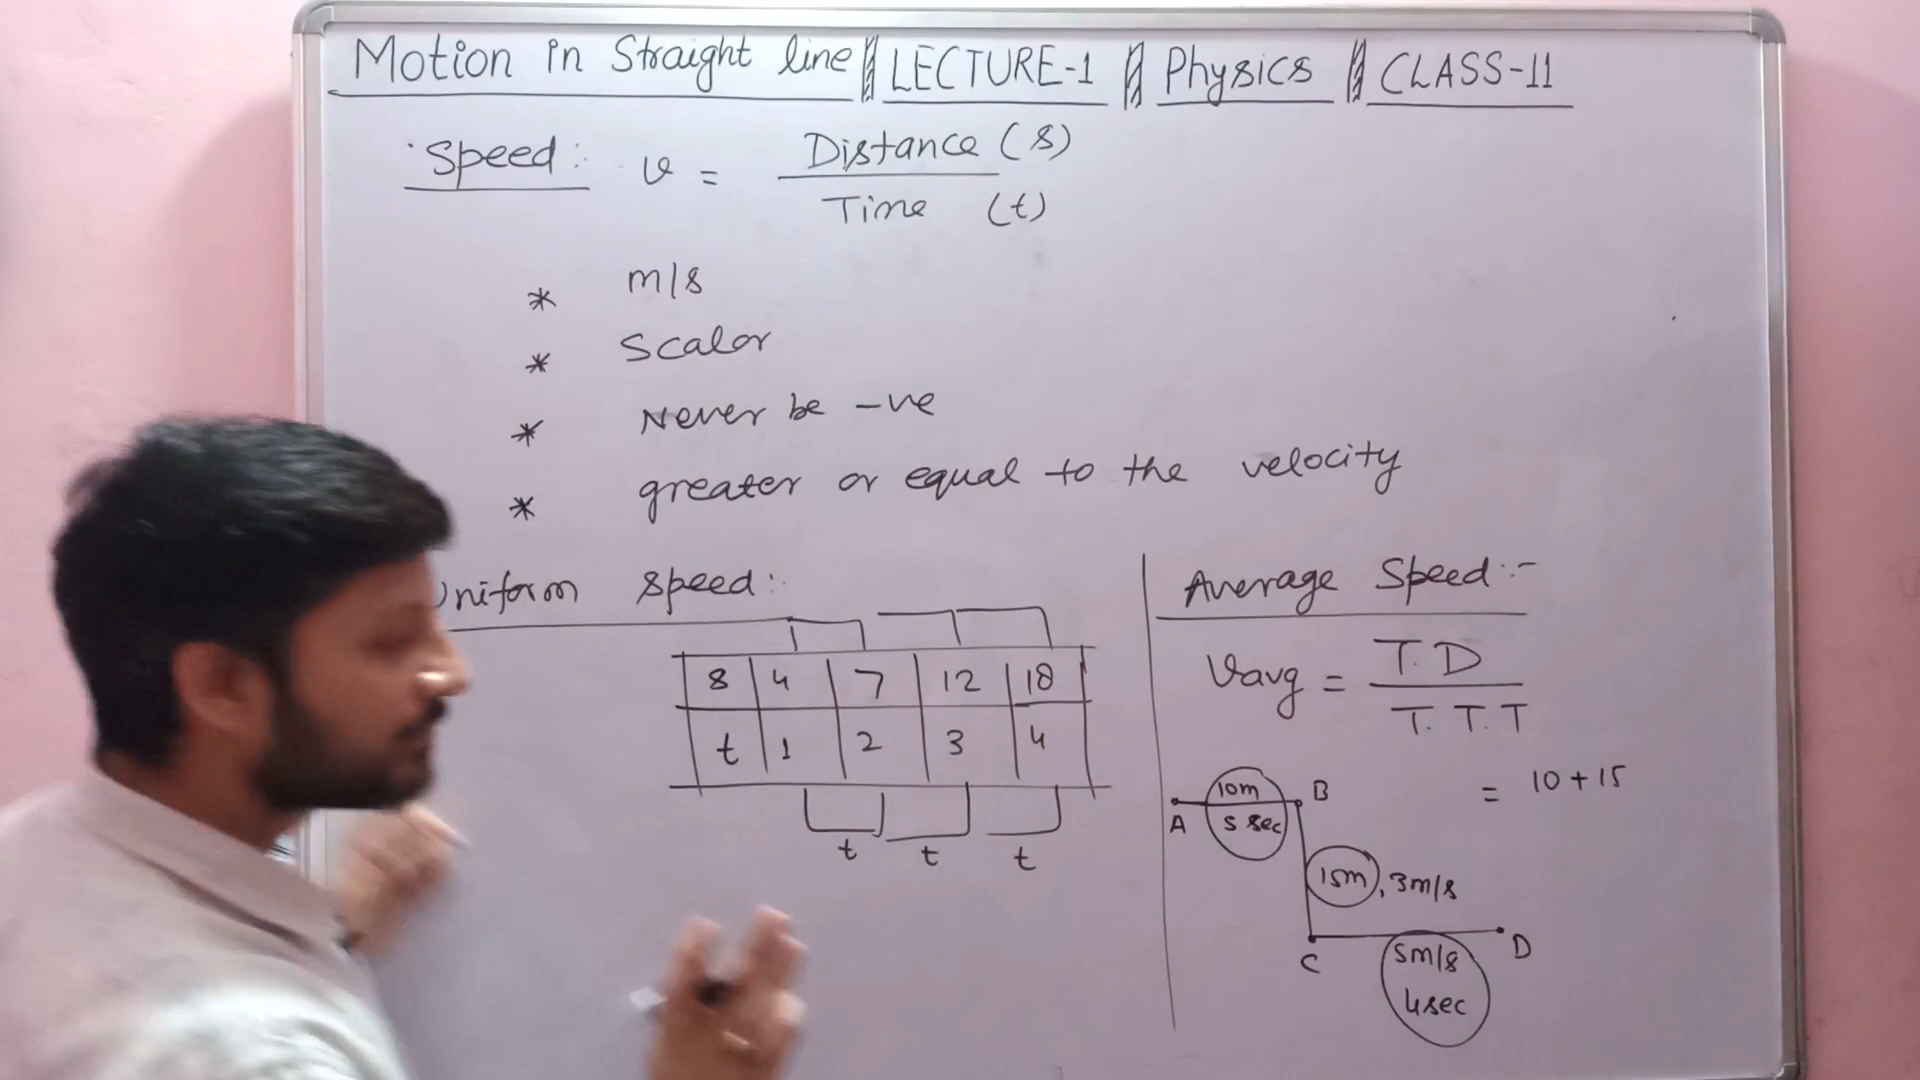 Motion in Straight line || LECTURE-1 || Physics || CLASS-11
Speed: v = Distance (s)
Time (t)
* m/s
* Scalor
* Never be -ve
* greater or equal to the velocity
Uniform speed:
s 4 7 12 18
t 1 2 3 4
t t t
Average Speed :-
Vavg = T.D
T.T.T
= 10 + 15
A 10m B
5 sec
15m, 3m/s
C 5m/s D
4sec